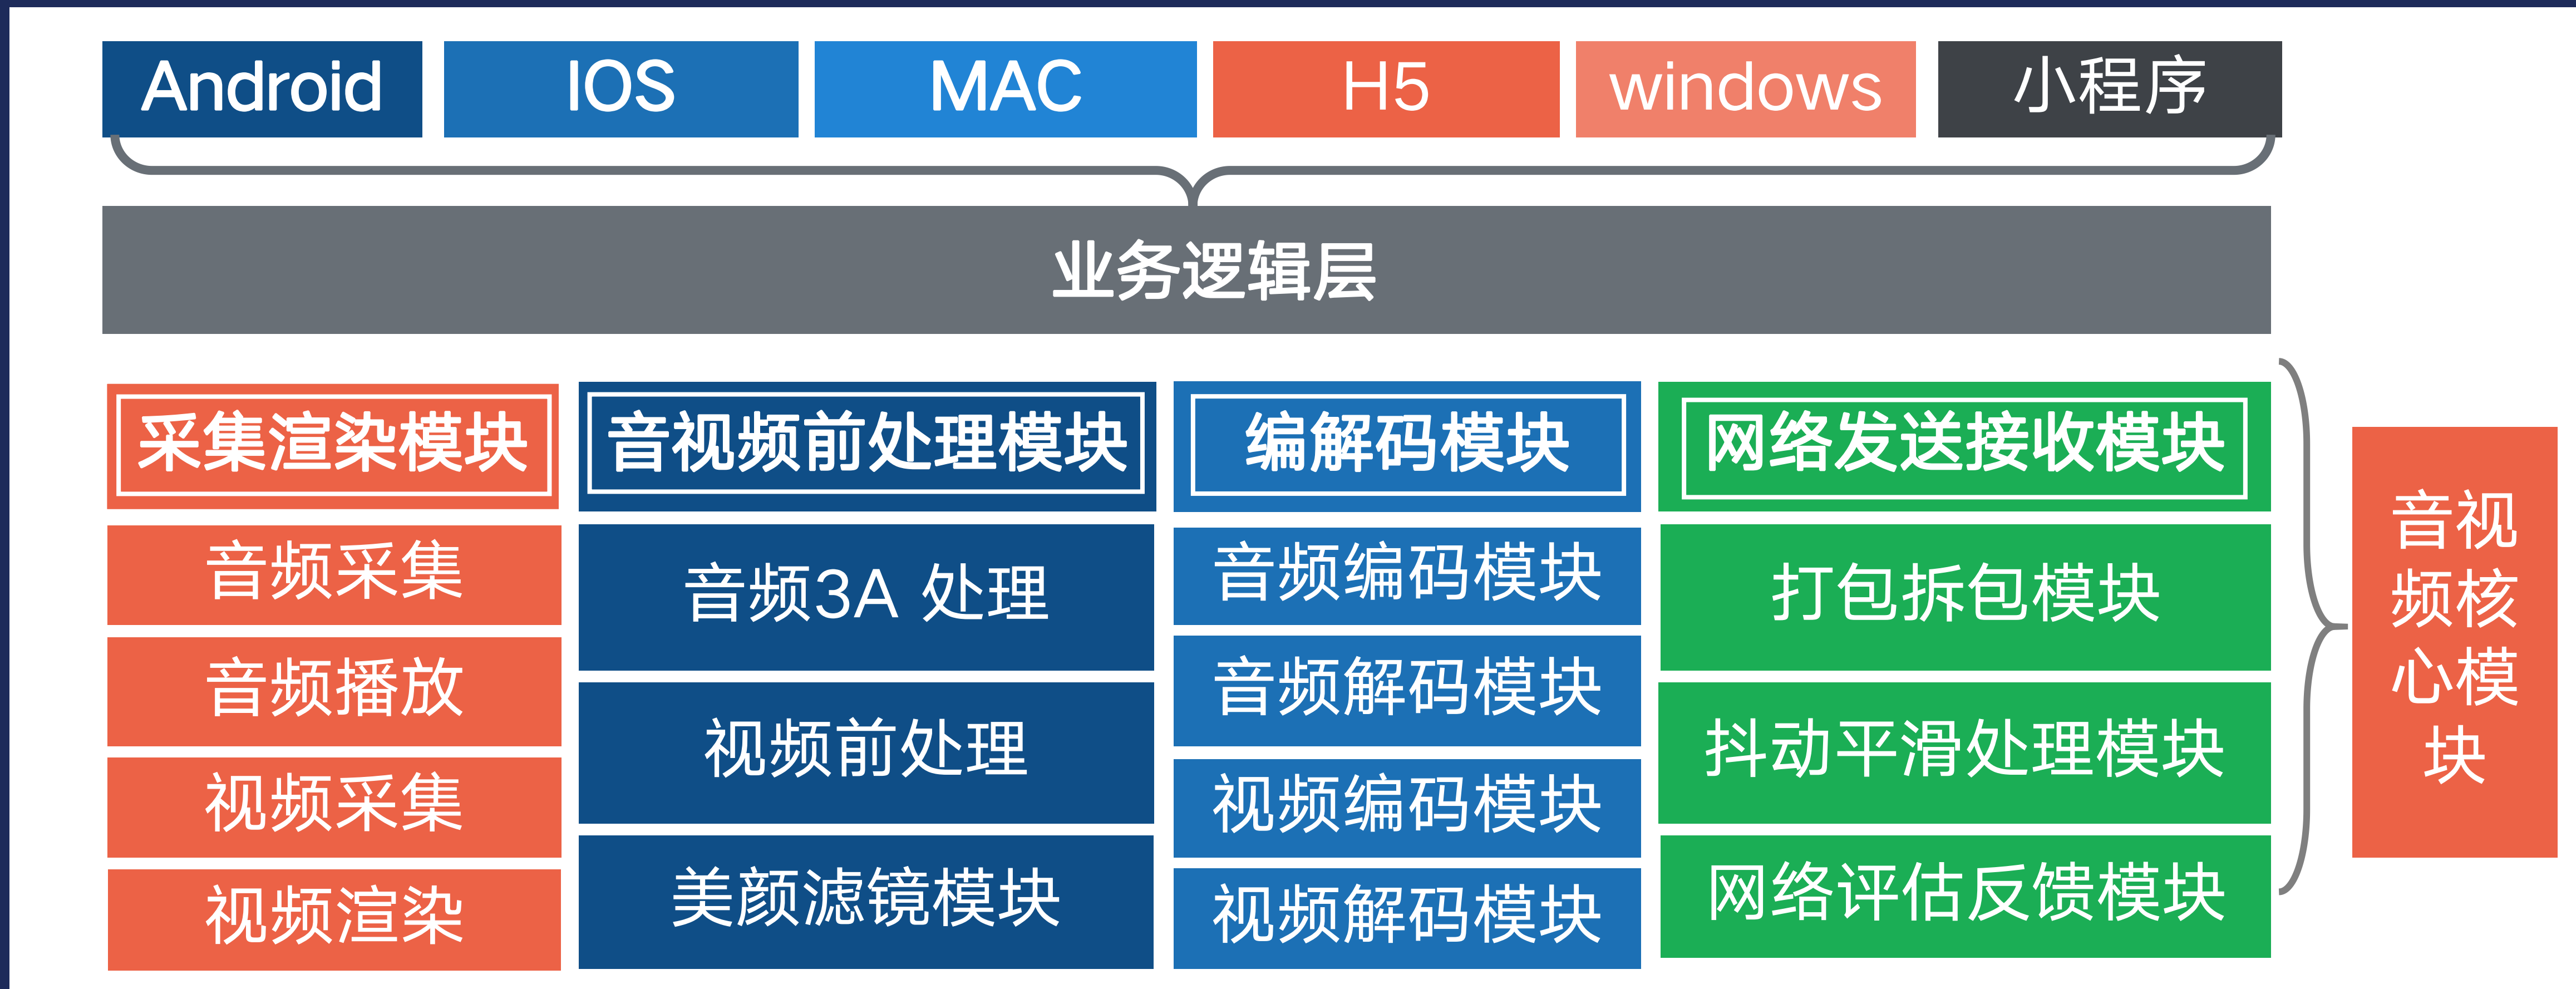 Android
IOS
MAC
H5
windows
小程序
业务逻辑层
采集渲染模块
音频采集
音频播放
视频采集
视频渲染
音视频前处理模块
音频3A 处理
视频前处理
美颜滤镜模块
编解码模块
音频编码模块
音频解码模块
视频编码模块
视频解码模块
网络发送接收模块
打包拆包模块
抖动平滑处理模块
网络评估反馈模块
音视
频核
心模
块